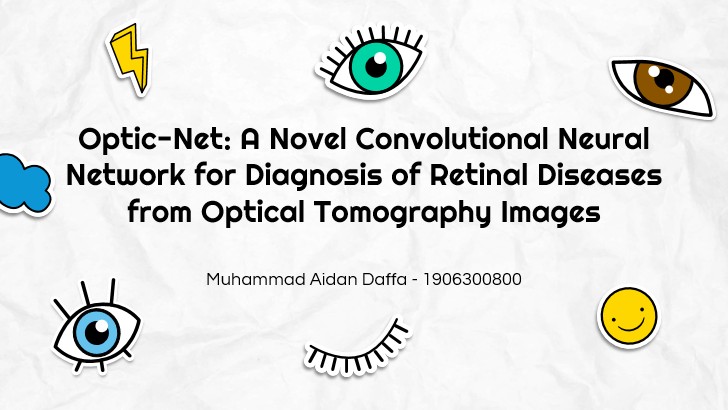 Optic-Net: A Novel Convolutional Neural
Network for Diagnosis of Retinal Diseases
from Optical Tomography Images
Muhammad Aidan Daffa - 1906300800